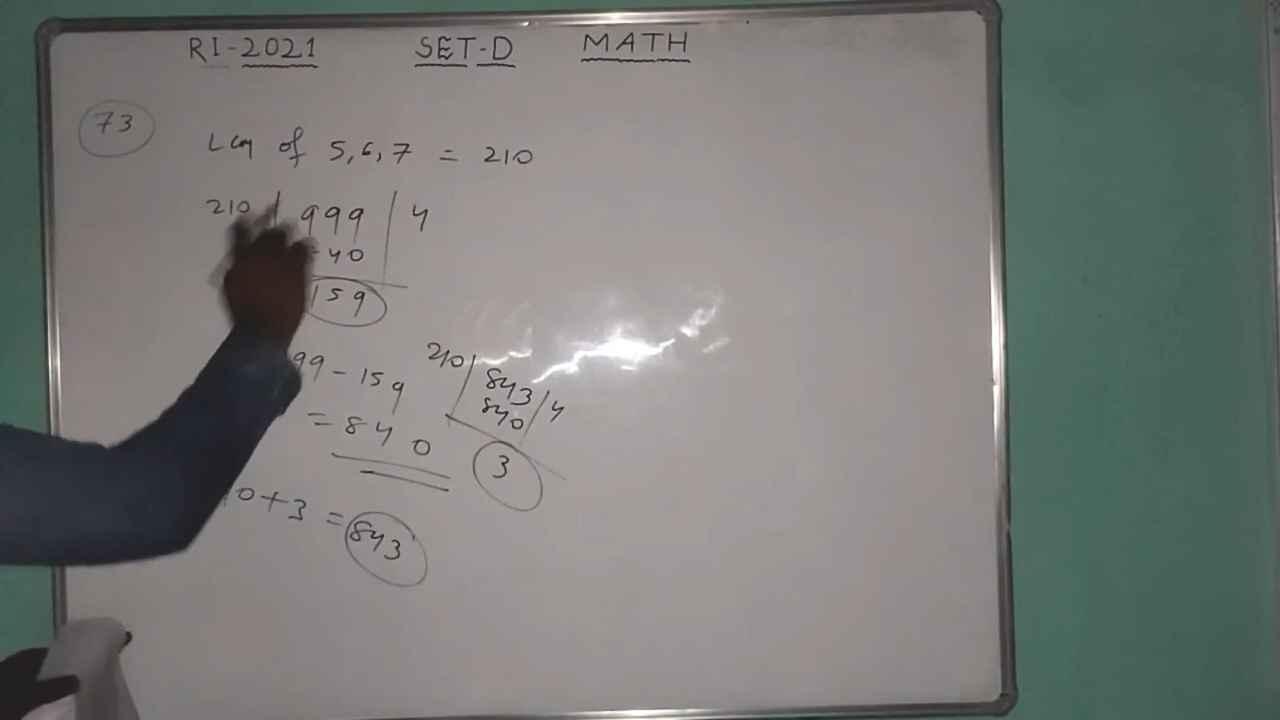 RI-2021 SET-D MATH
73
Lcm of 5,6,7 = 210
210 999 4
40
159
99 - 159
= 840
210 843 4
840
3
0+3 = 843